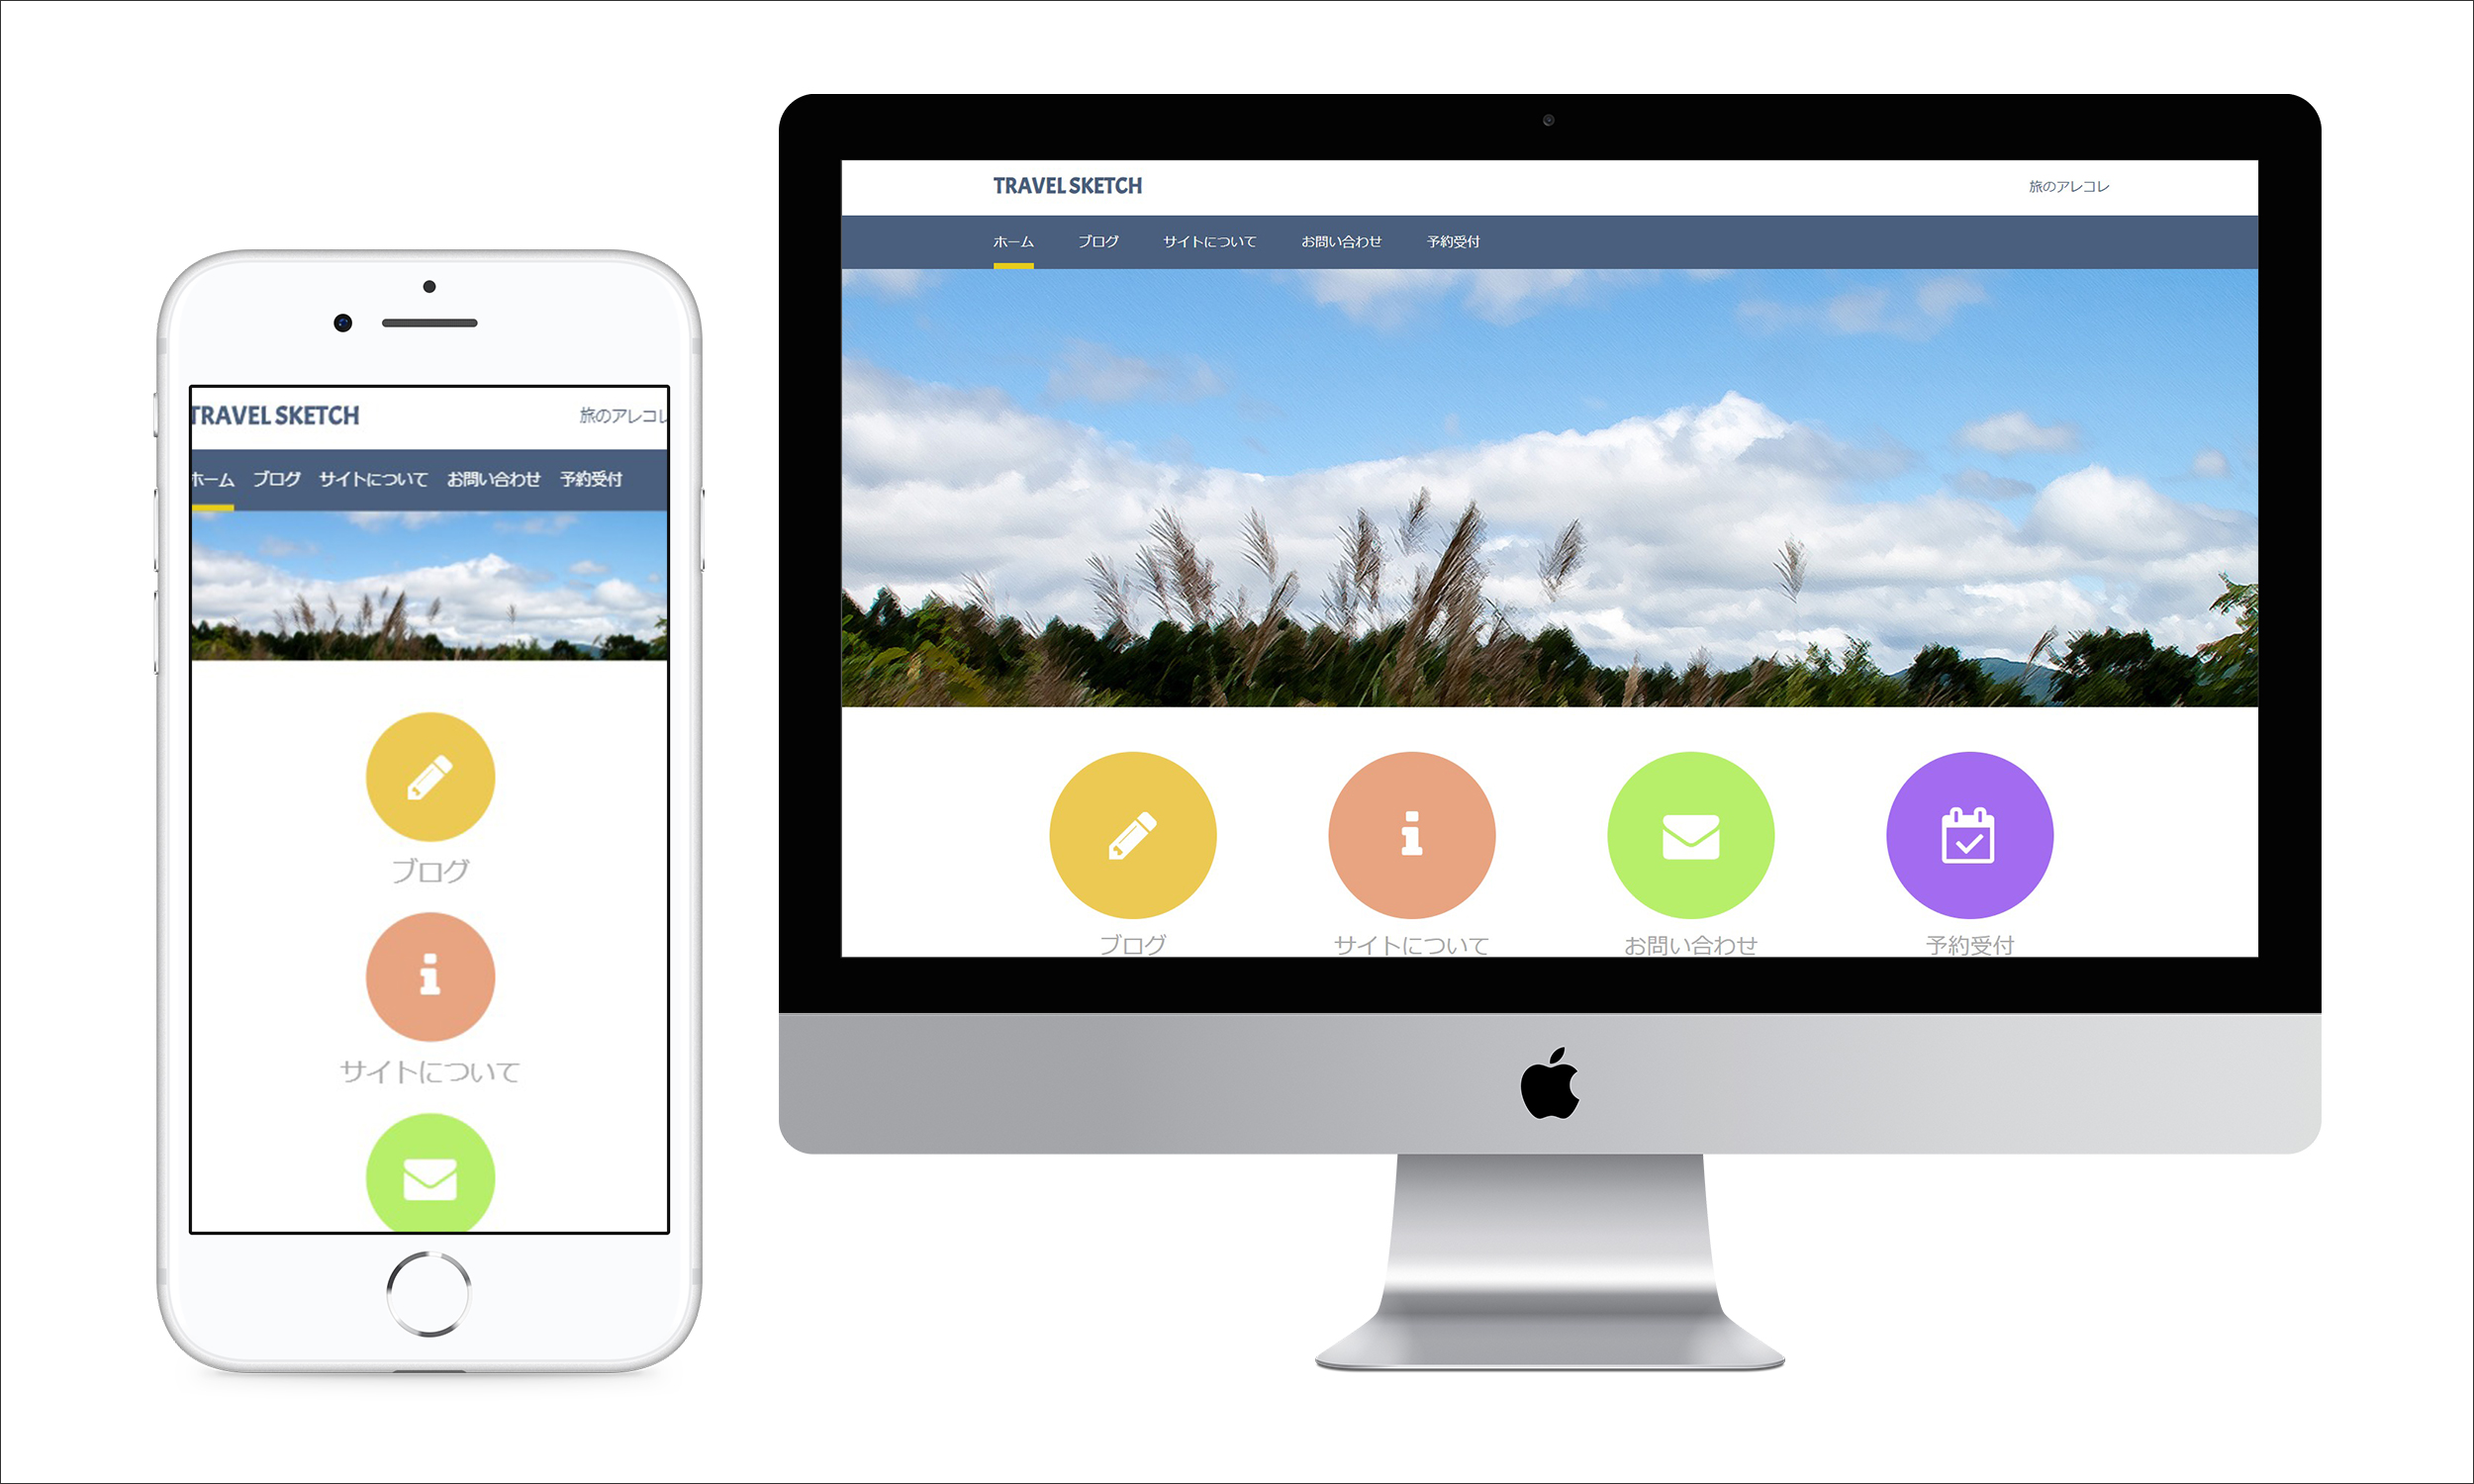 TRAVEL SKETCH 旅のアレコレ
ホーム ブログ サイトについて お問い合わせ 予約受付
ブログ
サイトについて
TRAVEL SKETCH 旅のアレコレ
ホーム ブログ サイトについて お問い合わせ 予約受付
ブログ サイトについて お問い合わせ 予約受付